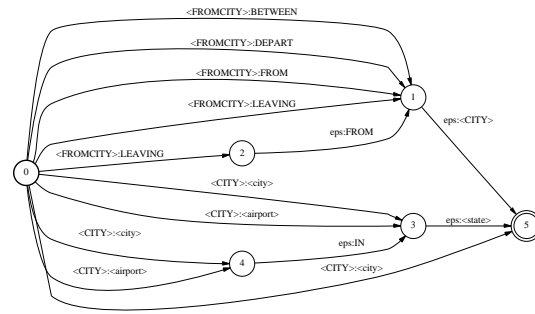 <FROMCITY>:BETWEEN
<FROMCITY>:DEPART
<FROMCITY>:FROM
1
<FROMCITY>:LEAVING
eps:<CITY>
eps:FROM
<FROMCITY>:LEAVING
2
0
<CITY>:<city>
<CITY>:<airport>
eps:<state>
3
5
<CITY>:<city>
eps:IN
4
<CITY>:<airport>
<CITY>:<city>